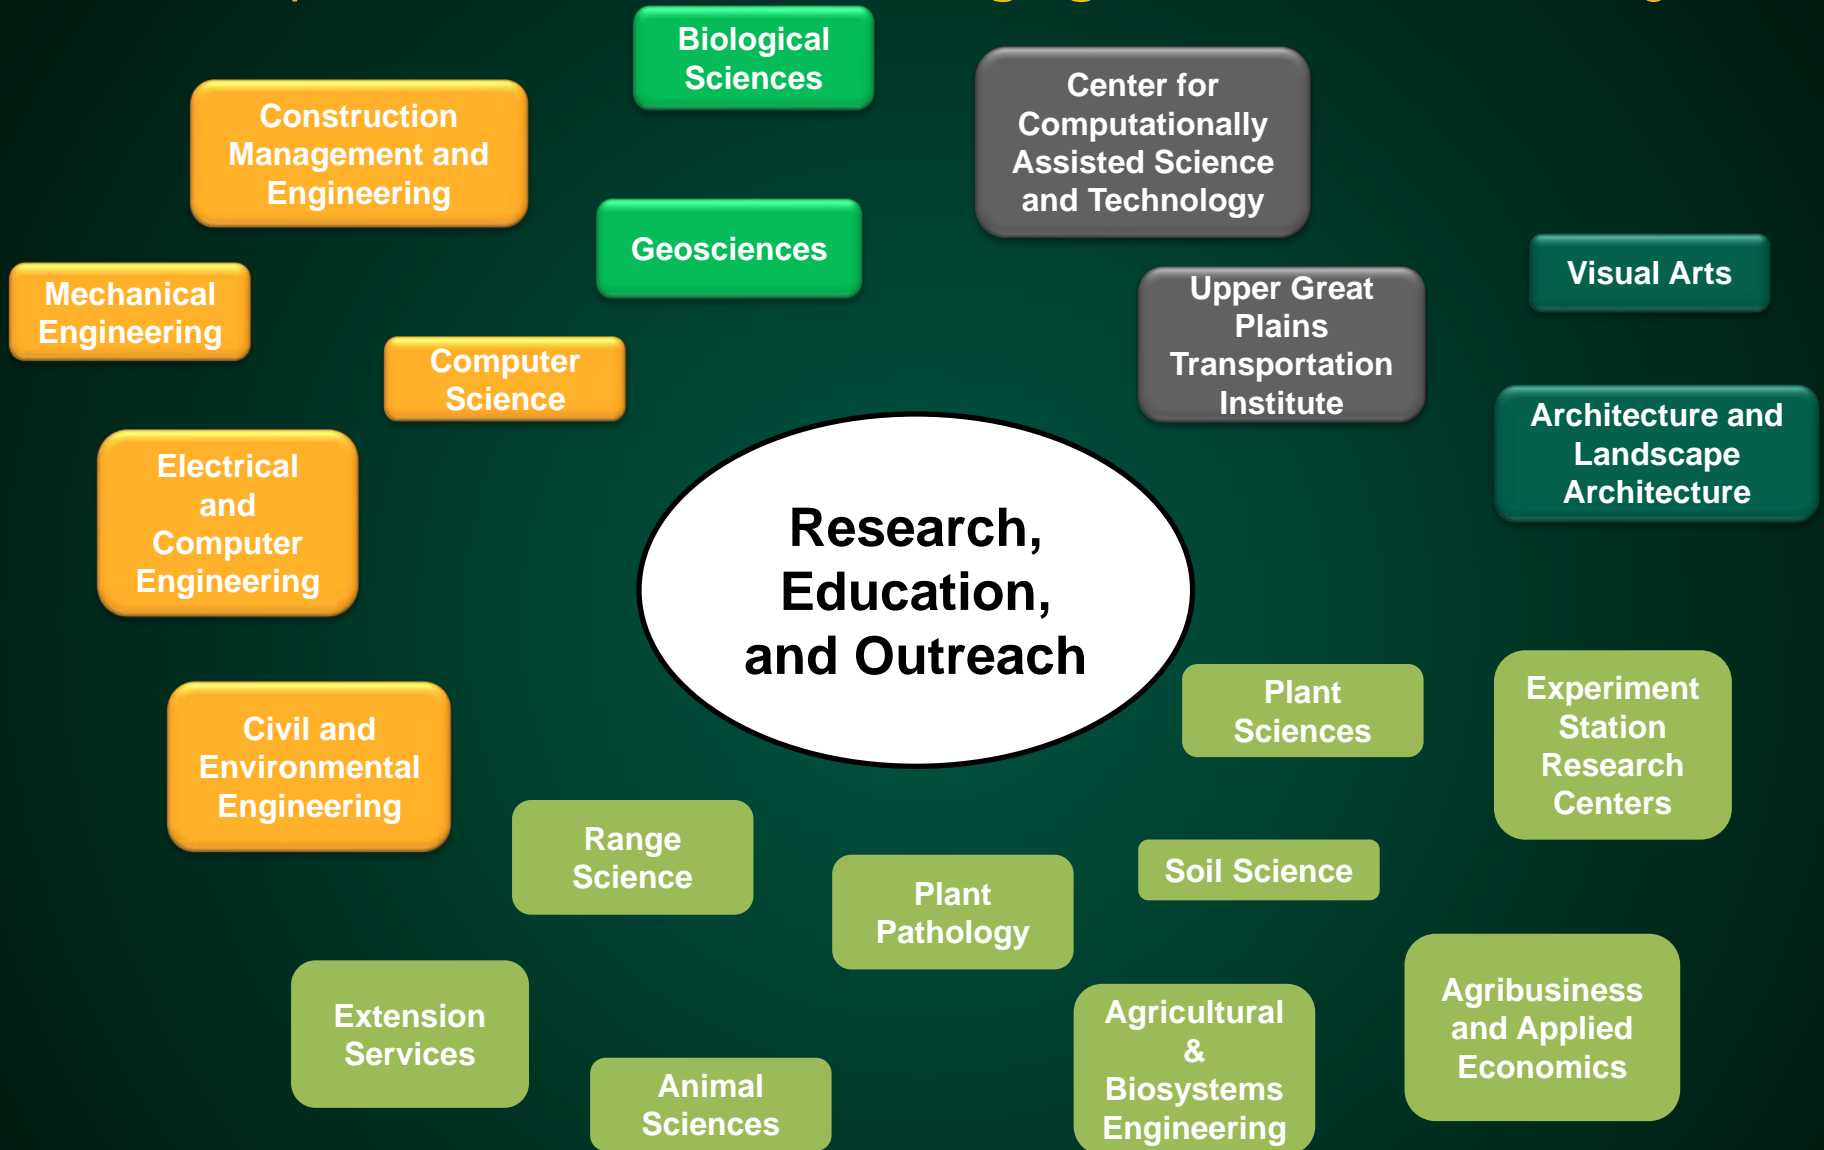 Biological
Sciences
Construction
Management and
Engineering
Center for
Computationally
Assisted Science
and Technology
Geosciences
Visual Arts
Mechanical
Engineering
Upper Great
Plains
Transportation
Institute
Computer
Science
Architecture and
Landscape
Architecture
Electrical
and
Computer
Engineering
Research,
Education,
and Outreach
Plant
Sciences
Experiment
Station
Research
Centers
Civil and
Environmental
Engineering
Range
Science
Soil Science
Plant
Pathology
Extension
Services
Agribusiness
and Applied
Economics
Agricultural
&
Biosystems
Engineering
Animal
Sciences